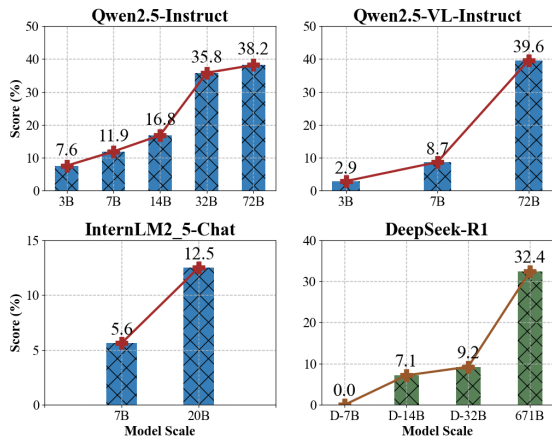 Qwen2.5-Instruct
Score (%)
50
40
30
20
10
0
7.6
11.9
16.8
35.8
38.2
3B 7B 14B 32B 72B
Qwen2.5-VL-Instruct
50
40
30
20
10
0
2.9
8.7
39.6
3B 7B 72B
InternLM2_5-Chat
Score (%)
15
10
5
0
5.6
12.5
7B 20B
Model Scale
DeepSeek-R1
40
30
20
10
0
0.0
7.1
9.2
32.4
D-7B D-14B D-32B 671B
Model Scale